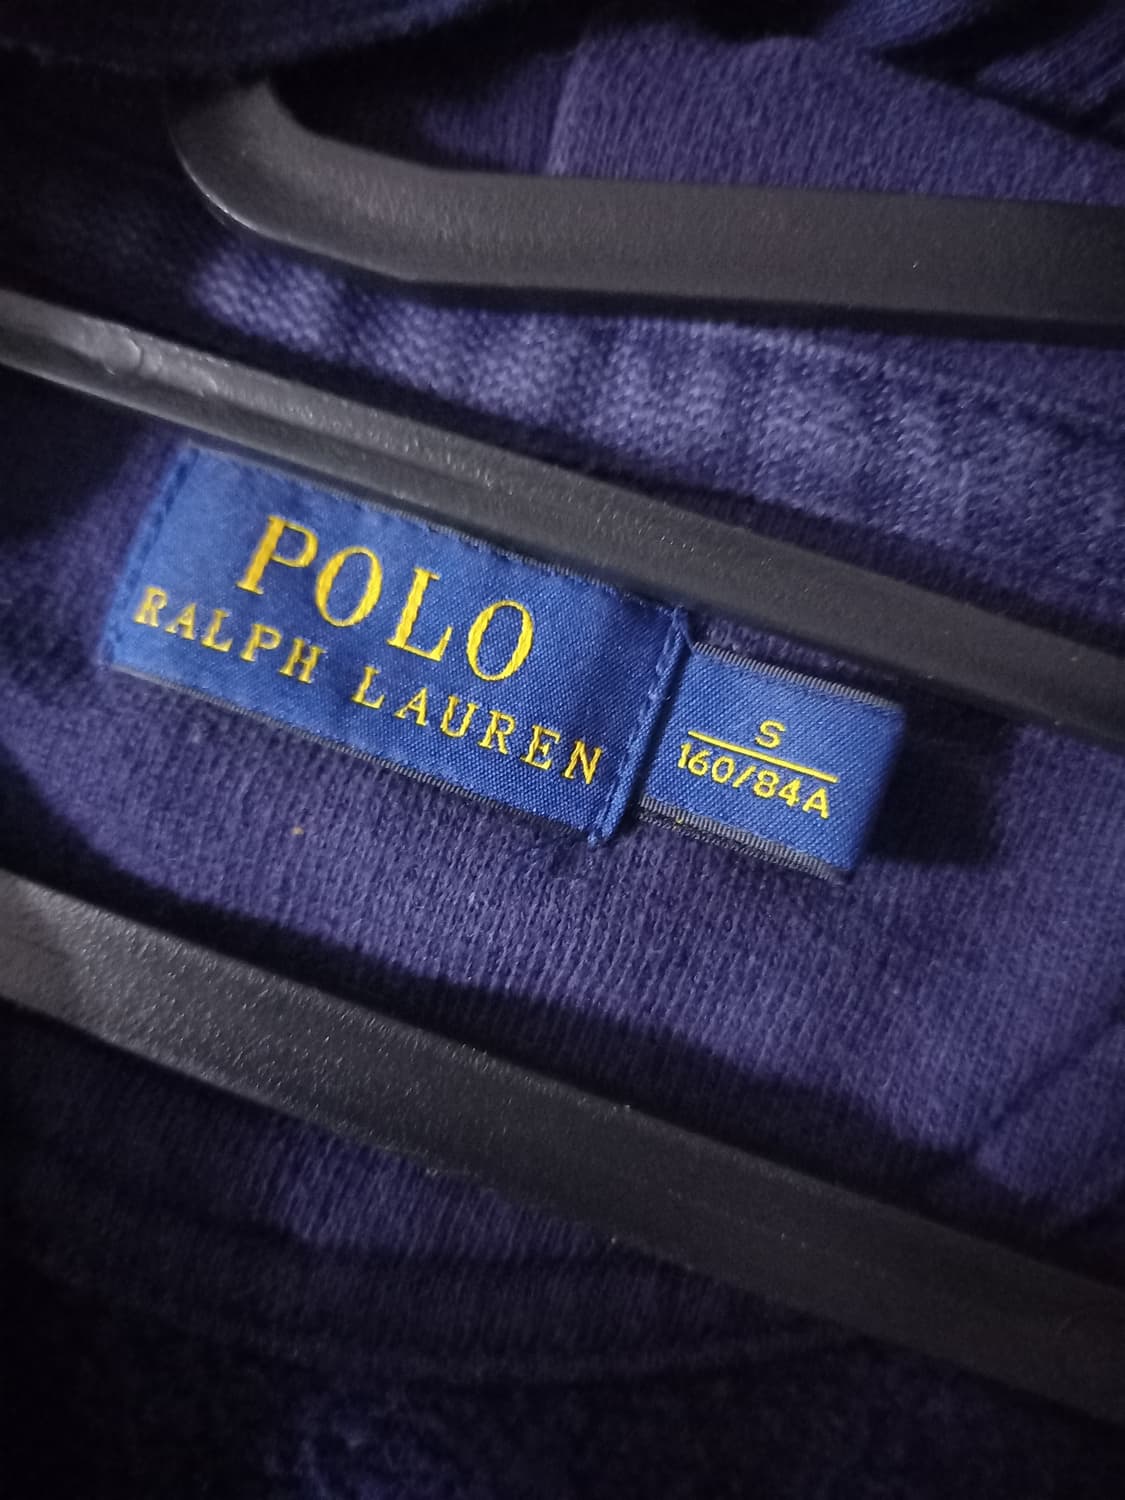 POLO
RALPH LAUREN
S
160/84A